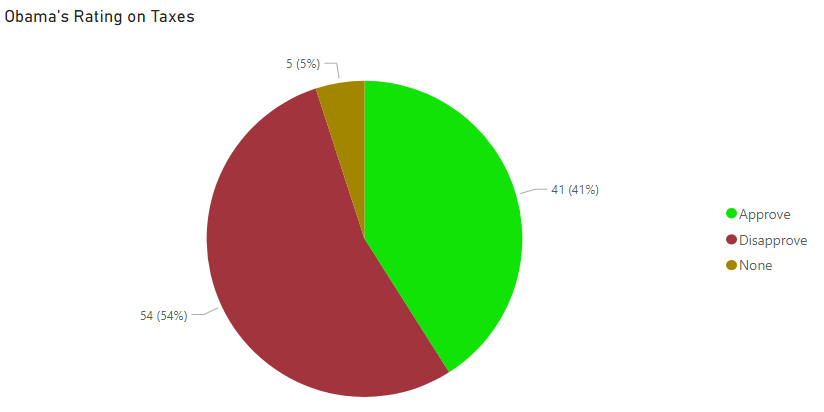 Obama's Rating on Taxes
5 (5%)
41 (41%)
Approve
Disapprove
None
54 (54%)